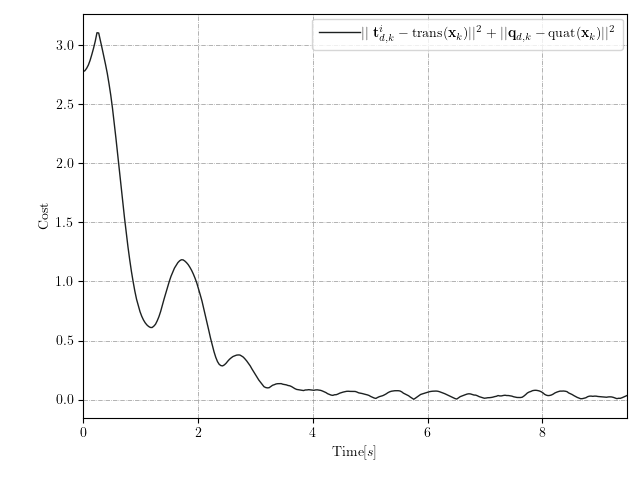 || t^i_{d,k} − trans(x_k)||^2 + ||q_{d,k} − quat(x_k)||^2
3.0
2.5
2.0
1.5
1.0
0.5
0.0
Cost
0 2 4 6 8
Time[s]